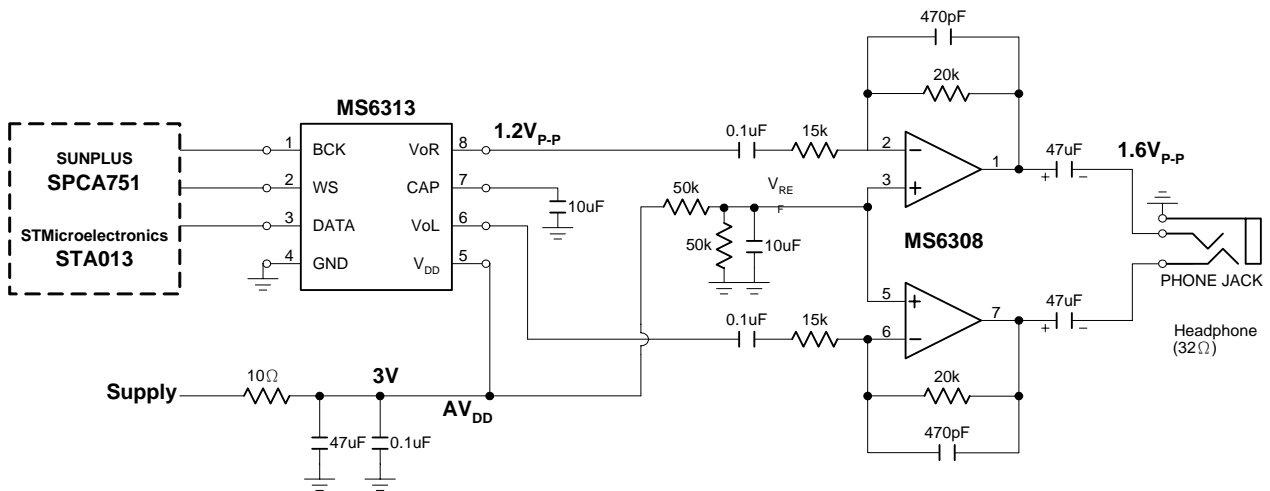 470pF
20k
MS6313
1.2VP-P
0.1uF
15k
47uF
1.6VP-P
SUNPLUS
SPCA751
STMicroelectronics
STA013
1 BCK VoR 8
2 WS CAP 7
3 DATA VoL 6
4 GND VDD 5
10uF
50k
VRE
F
50k
10uF
2 −
3 +
1
MS6308
5 +
6 −
7
+ −
PHONE JACK
47uF
+ −
Headphone
(32Ω)
0.1uF
15k
20k
470pF
Supply
10Ω
3V
AVDD
47uF
0.1uF